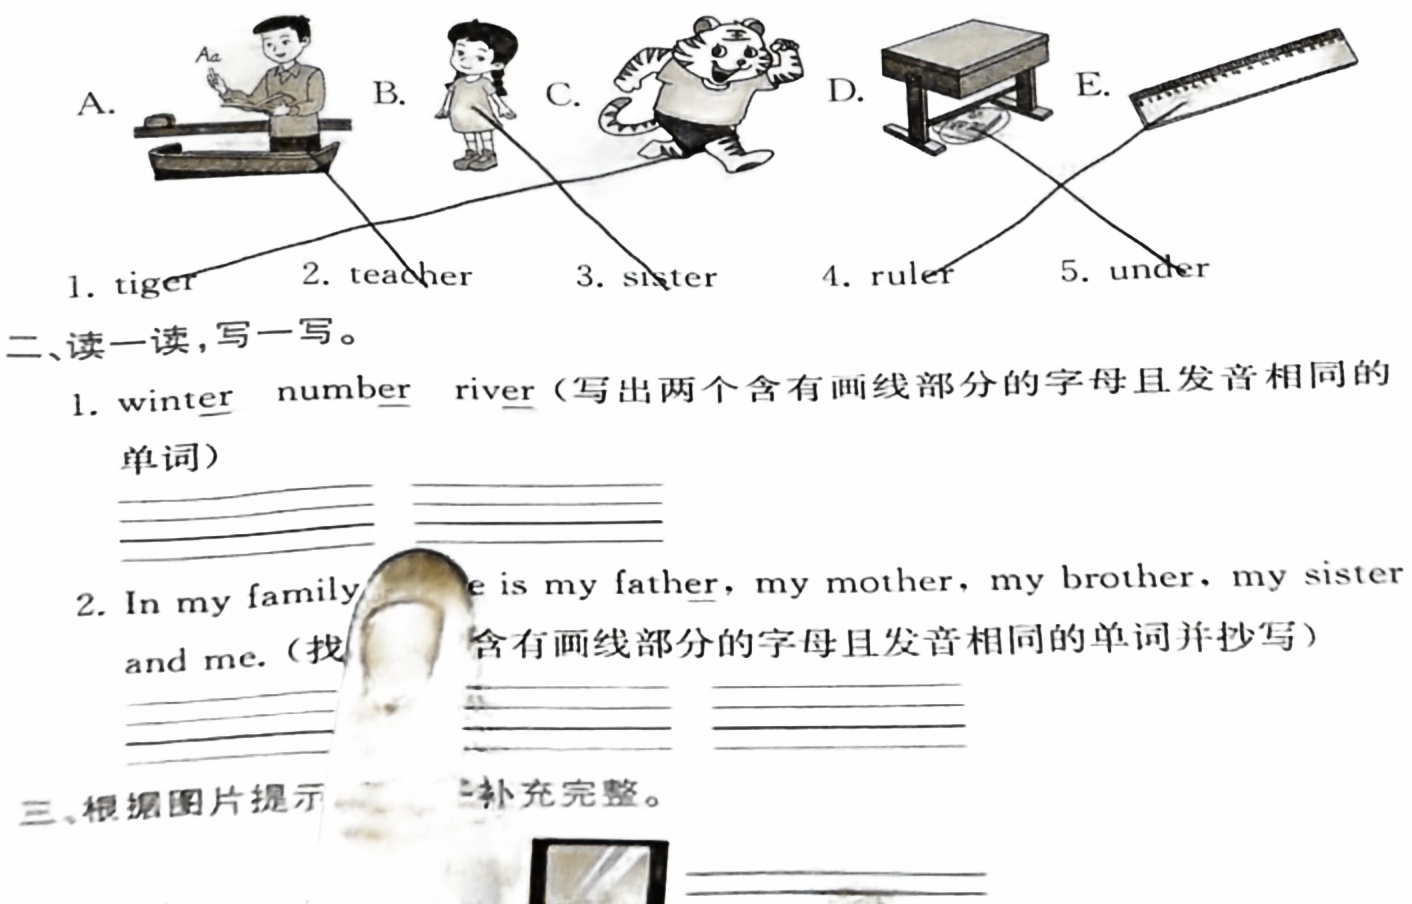 Aa
A. B. C. D. E.
1. tiger 2. teacher 3. sister 4. ruler 5. under
二、读一读,写一写。
1. winter number river (写出两个含有画线部分的字母且发音相同的
单词)
2. In my family is my father, my mother, my brother, my sister
and me. (找 含有画线部分的字母且发音相同的单词并抄写)
三、根据图片提示 补充完整。